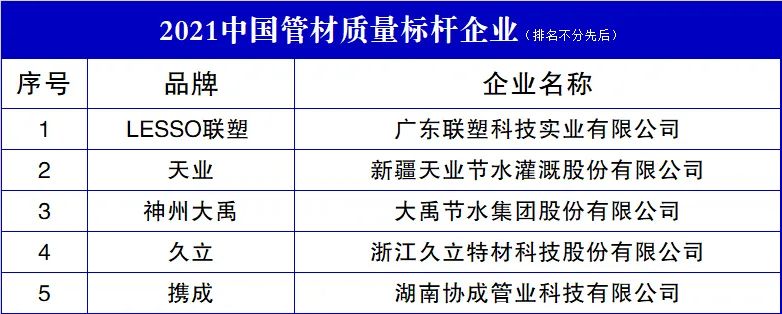 2021中国管材质量标杆企业（排名不分先后）
序号 品牌 企业名称
1 LESSO联塑 广东联塑科技实业有限公司
2 天业 新疆天业节水灌溉股份有限公司
3 神州大禹 大禹节水集团股份有限公司
4 久立 浙江久立特材科技股份有限公司
5 携成 湖南协成管业科技有限公司